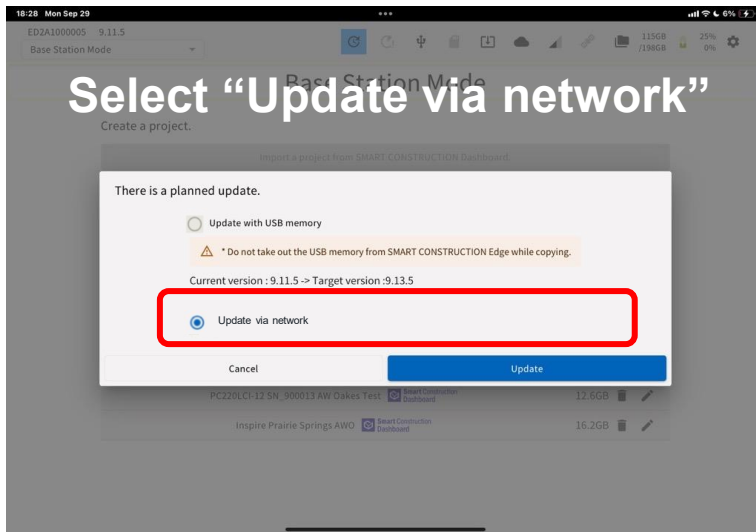 18:28 Mon Sep 29
6%
ED2A1000005 9.11.5
Base Station Mode
115GB
/198GB
25%
0%
Base Station Mode
Select “Update via network”
Create a project.
Import a project from SMART CONSTRUCTION Dashboard
There is a planned update.
Update with USB memory
* Do not take out the USB memory from SMART CONSTRUCTION Edge while copying.
Current version : 9.11.5 -> Target version :9.13.5
Update via network
Cancel
Update
PC220LCI-12 SN_900013 AW Oakes Test
Smart Construction
Dashboard
12.6GB
Inspire Prairie Springs AWO
Smart Construction
Dashboard
16.2GB